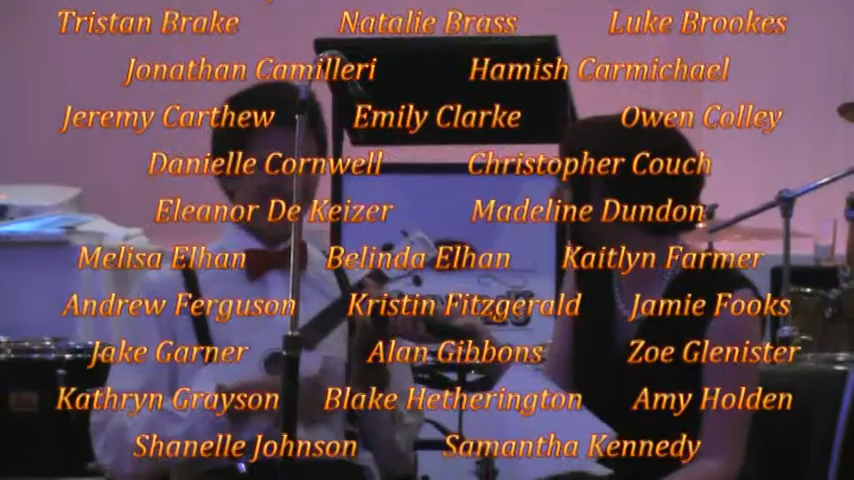 Tristan Brake Natalie Brass Luke Brookes
Jonathan Camilleri Hamish Carmichael
Jeremy Carthew Emily Clarke Owen Colley
Danielle Cornwell Christopher Couch
Eleanor De Keizer Madeline Dundon
Melisa Elhan Belinda Elhan Kaitlyn Farmer
Andrew Ferguson Kristin Fitzgerald Jamie Fooks
Jake Garner Alan Gibbons Zoe Glenister
Kathryn Grayson Blake Hetherington Amy Holden
Shanelle Johnson Samantha Kennedy